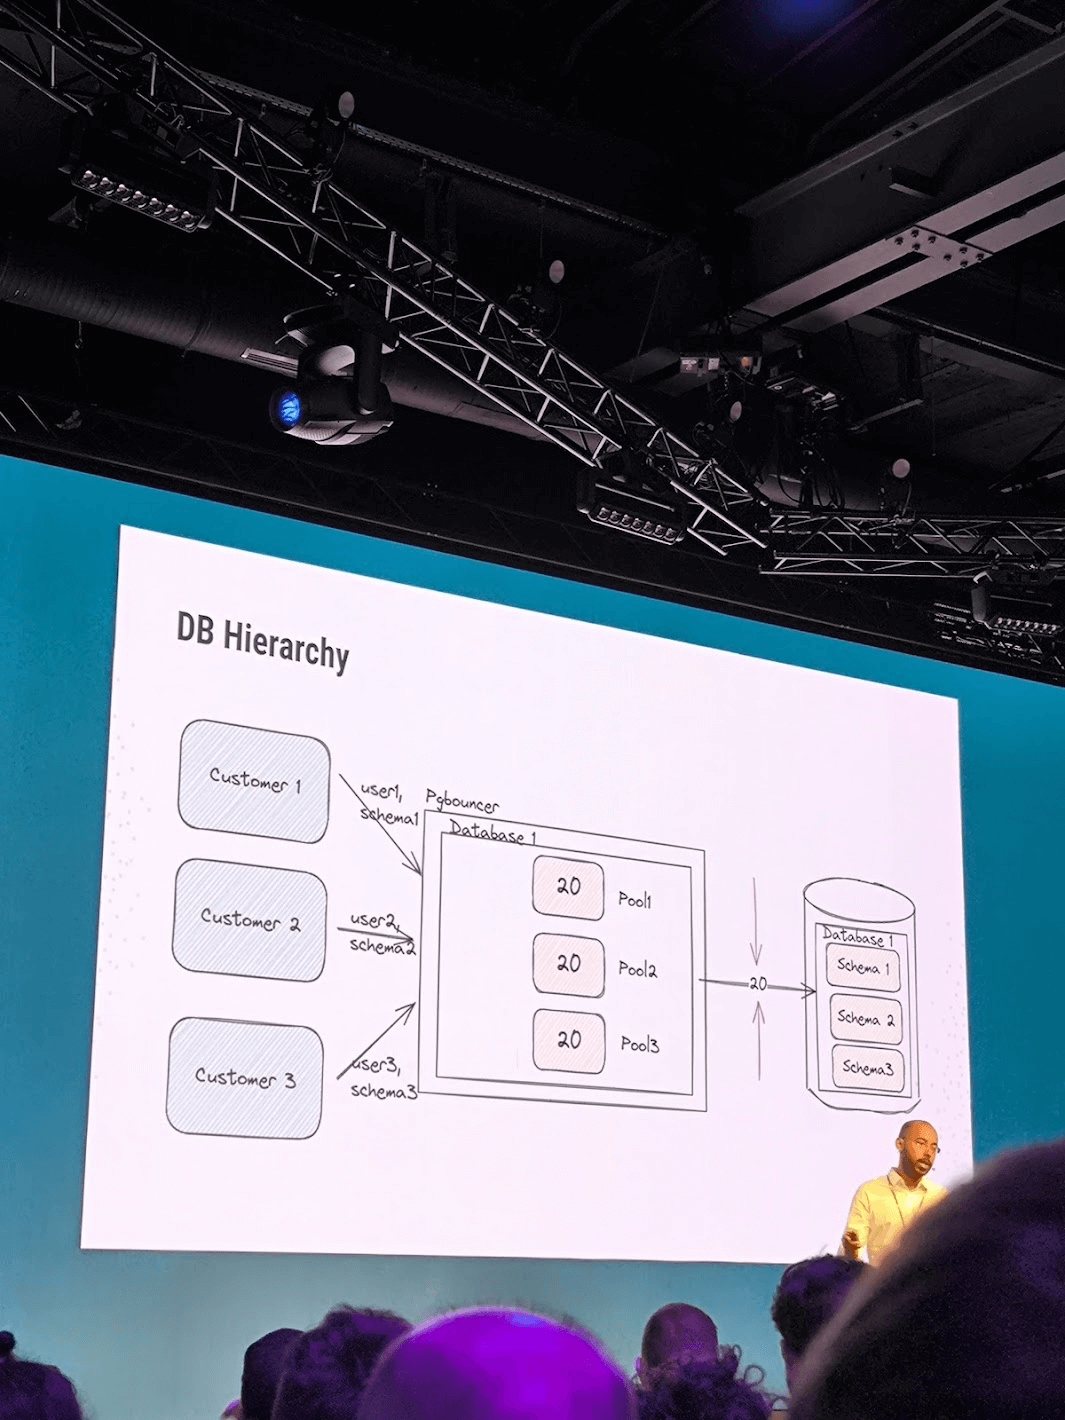 DB Hierarchy
Customer 1
user1,
schema1
Pgbouncer
Database 1
20
Pool1
Customer 2
user2,
schema2
20
Pool2
20
Database 1
Schema 1
Schema 2
Schema3
20
Pool3
Customer 3
user3,
schema3